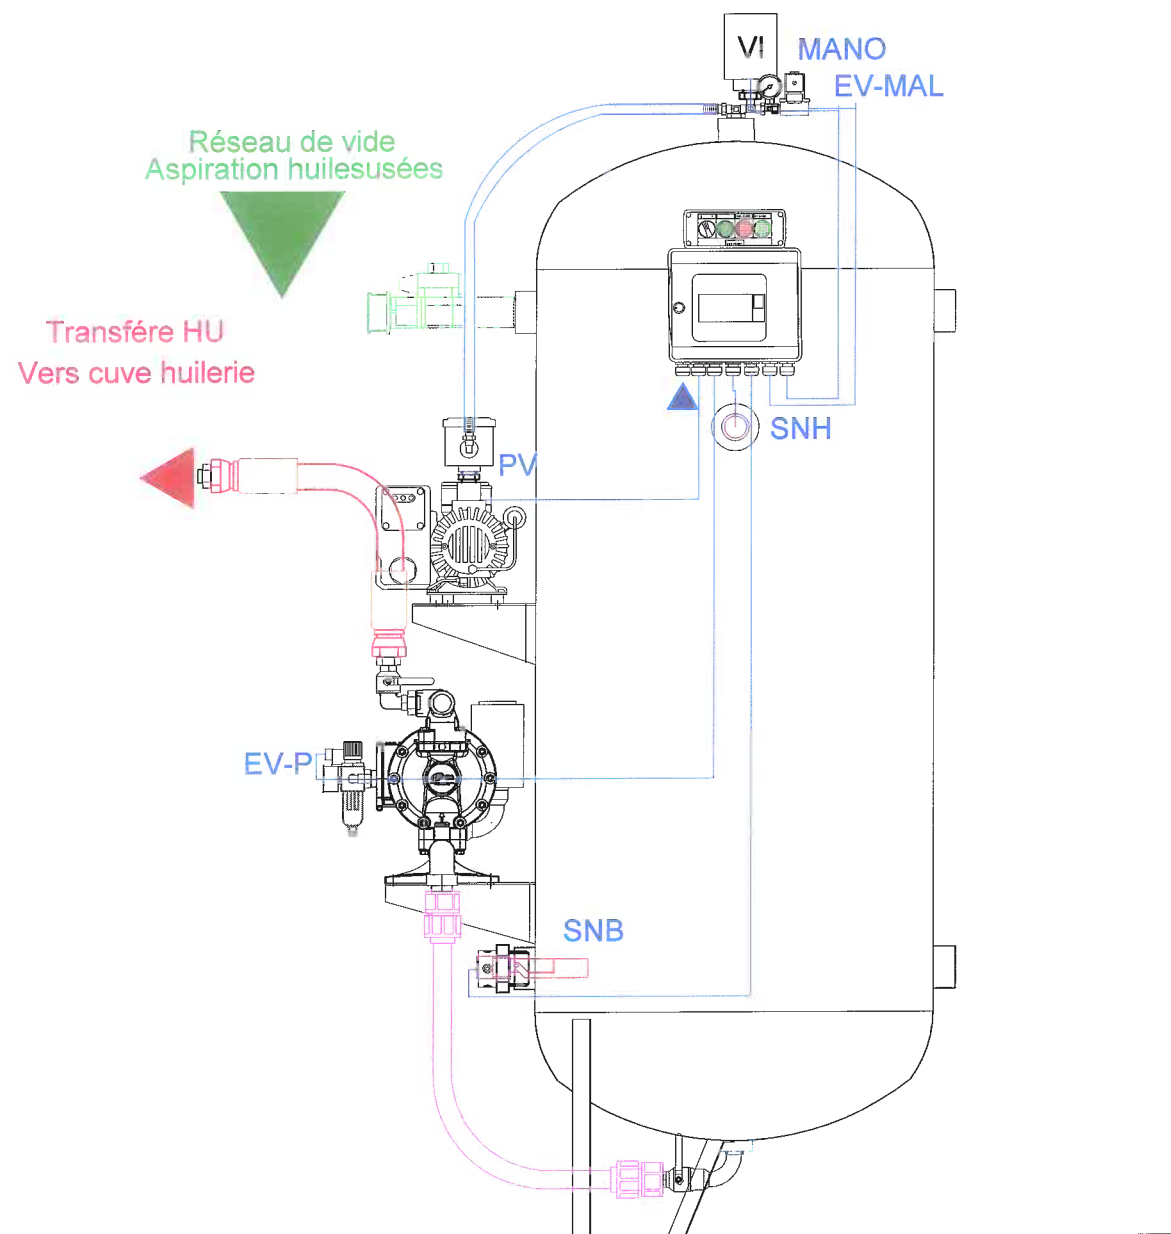 VI
MANO
EV-MAL
Réseau de vide
Aspiration huilesusées
Transfére HU
Vers cuve huilerie
SNH
PV
EV-P
SNB